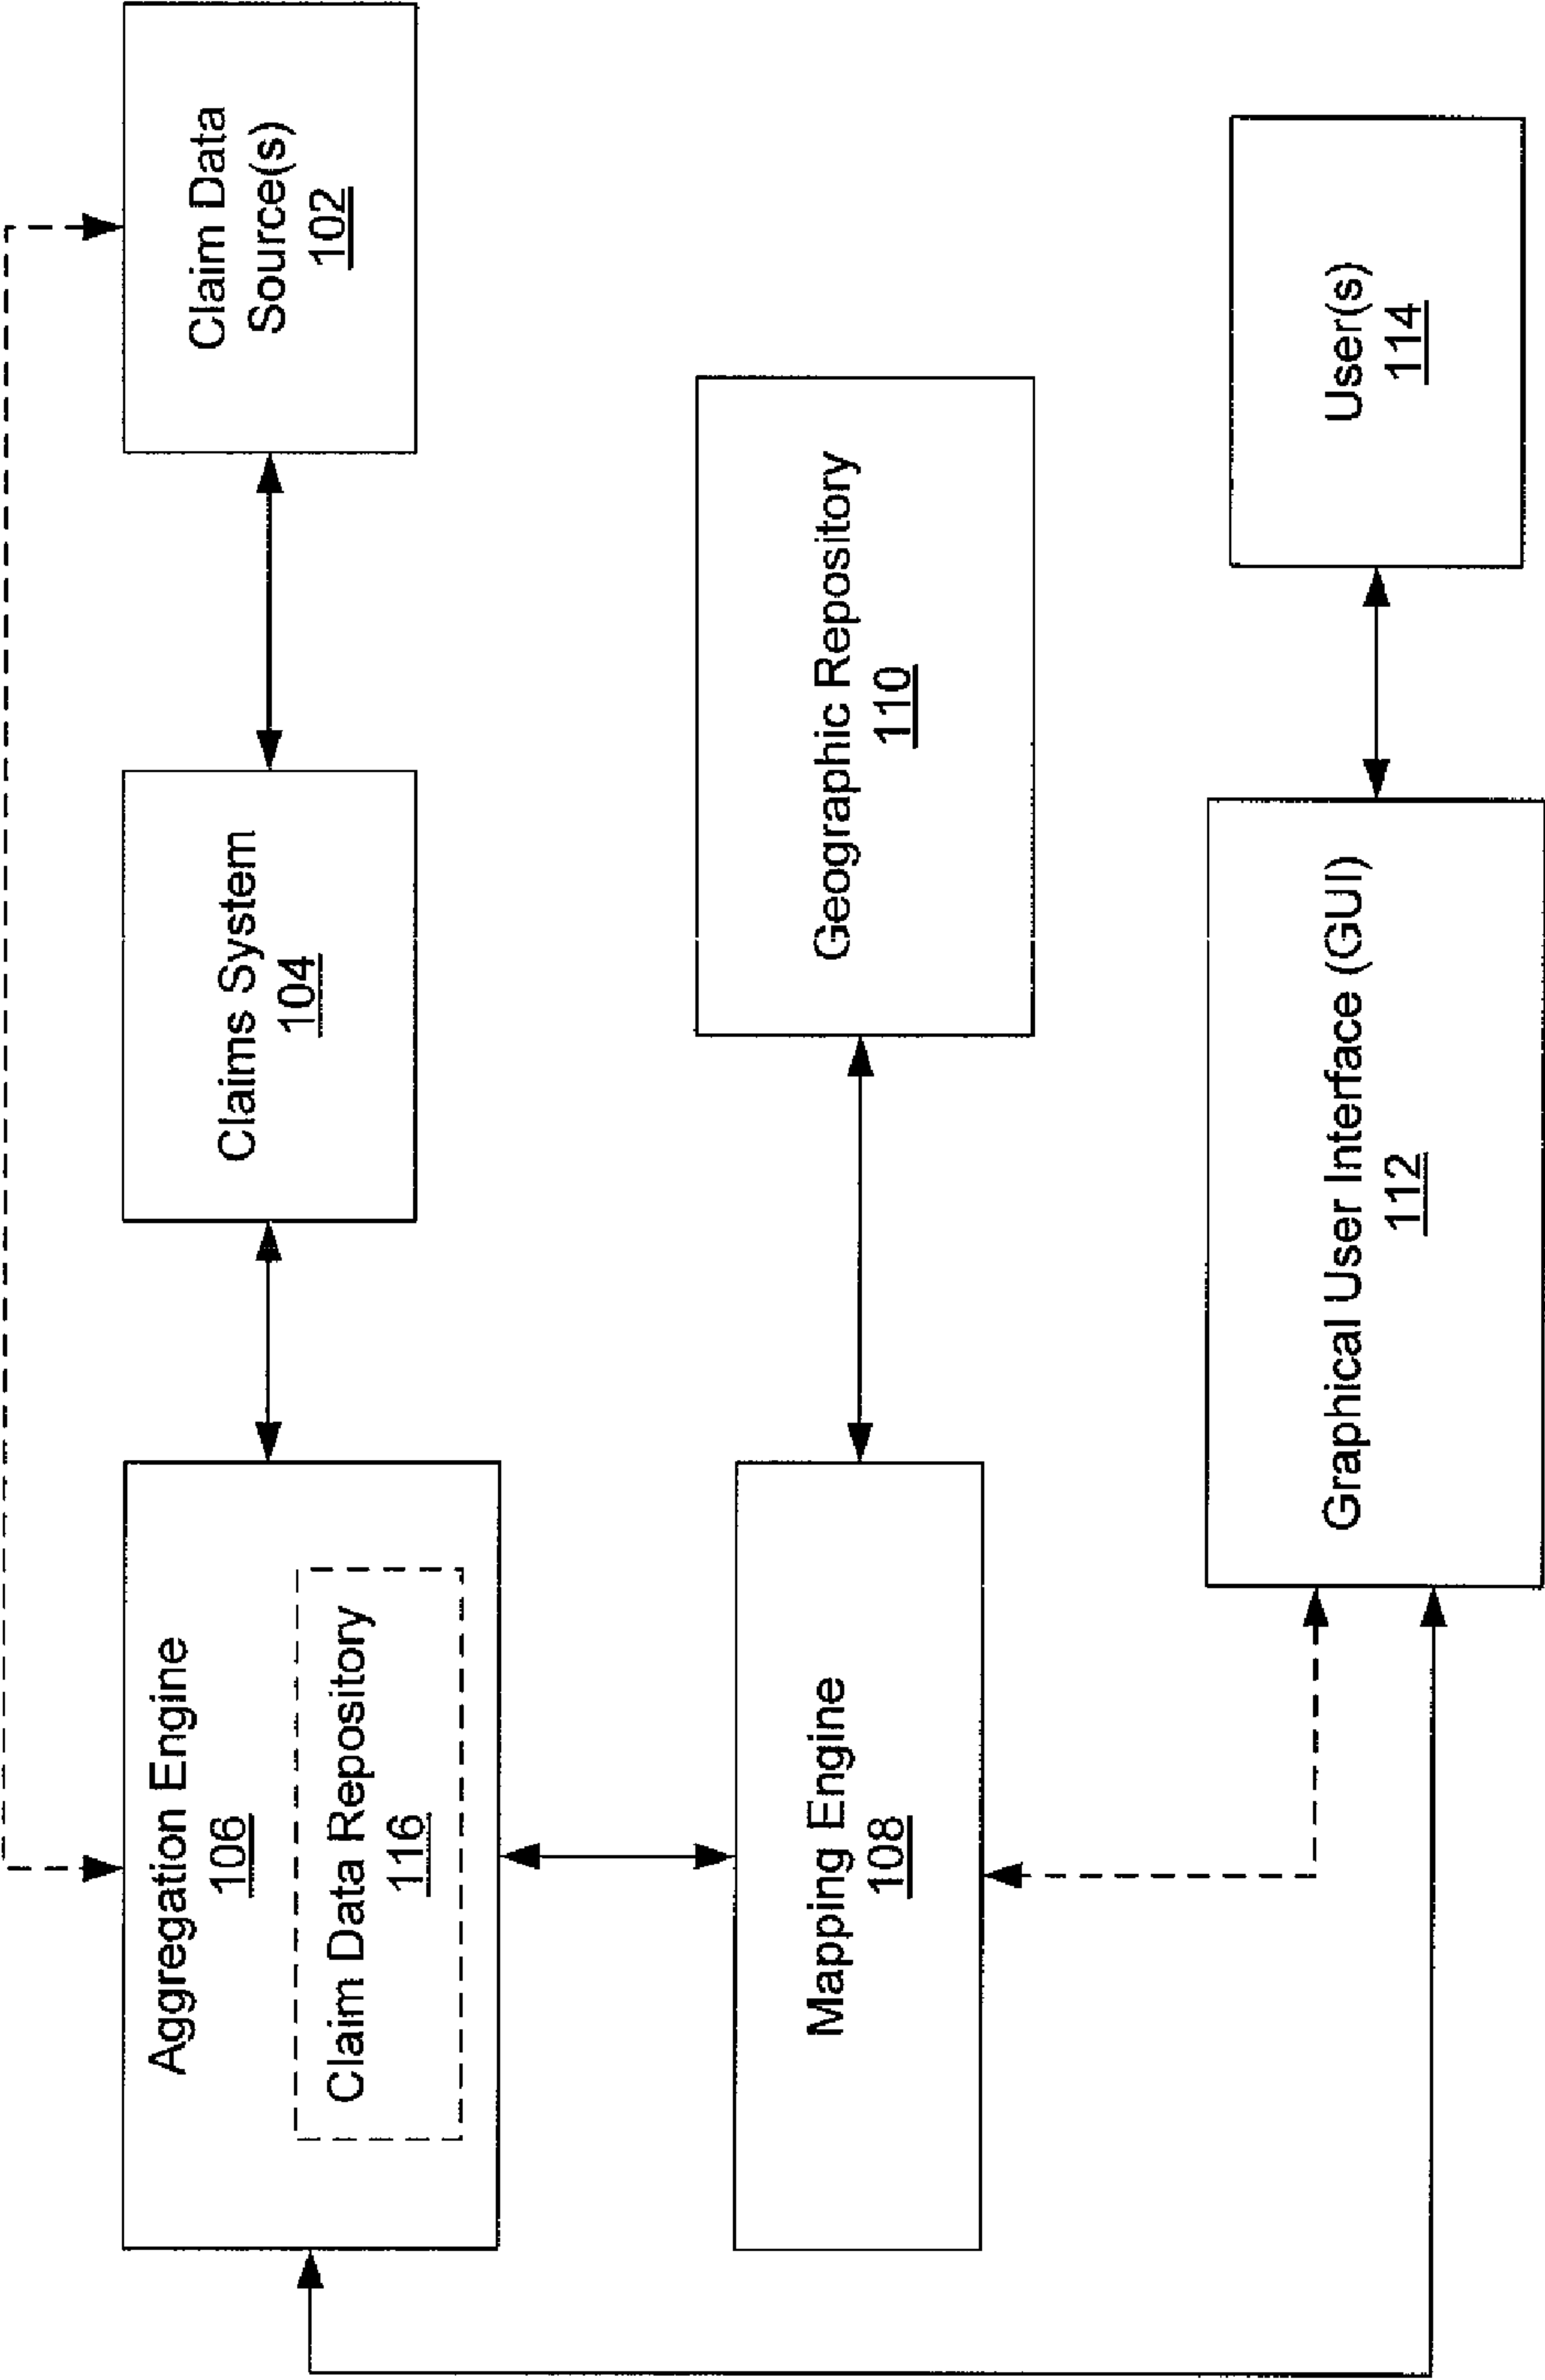 Aggregation Engine
106
Claim Data Repository
116
Claims System
104
Claim Data
Source(s)
102
Mapping Engine
108
Geographic Repository
110
Graphical User Interface (GUI)
112
User(s)
114